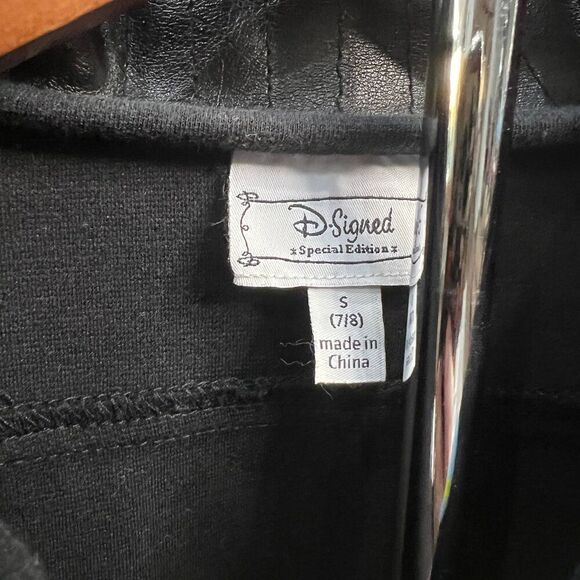 D-Signed
Special Edition
S
(7/8)
made in
China